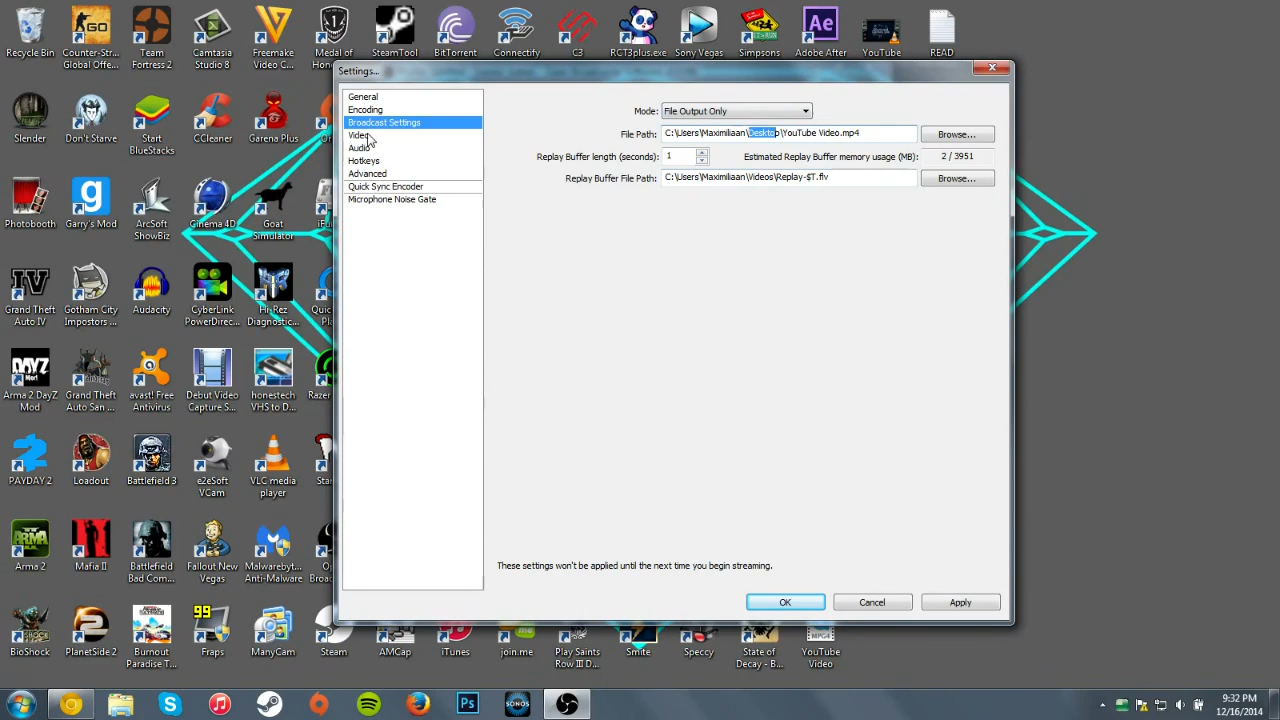 Recycle Bin
Counter-Str...
Global Offe...
Team
Fortress 2
Camtasia
Studio 8
Freemake
Video C...
Medal of
Hono
SteamTool
BitTorrent
Connectify
C3
RCT3plus.exe
Sony Vegas
Simpsons
Adobe After
YouTube
READ
Settings...
General
Encoding
Broadcast Settings
Video
Audio
Hotkeys
Advanced
Quick Sync Encoder
Microphone Noise Gate
Mode:
File Output Only
File Path:
C:\Users\Maximiliaan\Desktop\YouTube Video.mp4
Browse...
Replay Buffer length (seconds):
1
Estimated Replay Buffer memory usage (MB):
2 / 3951
Replay Buffer File Path:
C:\Users\Maximiliaan\Videos\Replay-$T.flv
Browse...
These settings won't be applied until the next time you begin streaming.
OK
Cancel
Apply
Slender
Don't Starve
Start
BlueStacks
CCleaner
Garena Plus
Photobooth
Garry's Mod
ArcSoft
ShowBiz
Cinema 4D
Goat
Simulator
Grand Theft
Auto IV
Gotham City
Impostors ...
Audacity
CyberLink
PowerDirec...
Hi-Rez
Diagnostic...
DAYZ
Mod!
Arma 2 DayZ
Mod
Grand Theft
Auto San ...
avast! Free
Antivirus
Debut Video
Capture S...
honestech
VHS to D...
Razer
PAYDAY 2
Loadout
Battlefield 3
e2eSoft
VCam
VLC media
player
Arma 2
Mafia II
Battlefield
Bad Com...
Fallout New
Vegas
Malwarebyt...
Anti-Malware
BioShock
PlanetSide 2
Burnout
Paradise T...
99
Fraps
ManyCam
Steam
AMCap
iTunes
join.me
Play Saints
Row III D...
Smite
Speccy
State of
Decay - B...
MPEG4
YouTube
Video
Ps
SONOS
9:32 PM
12/16/2014